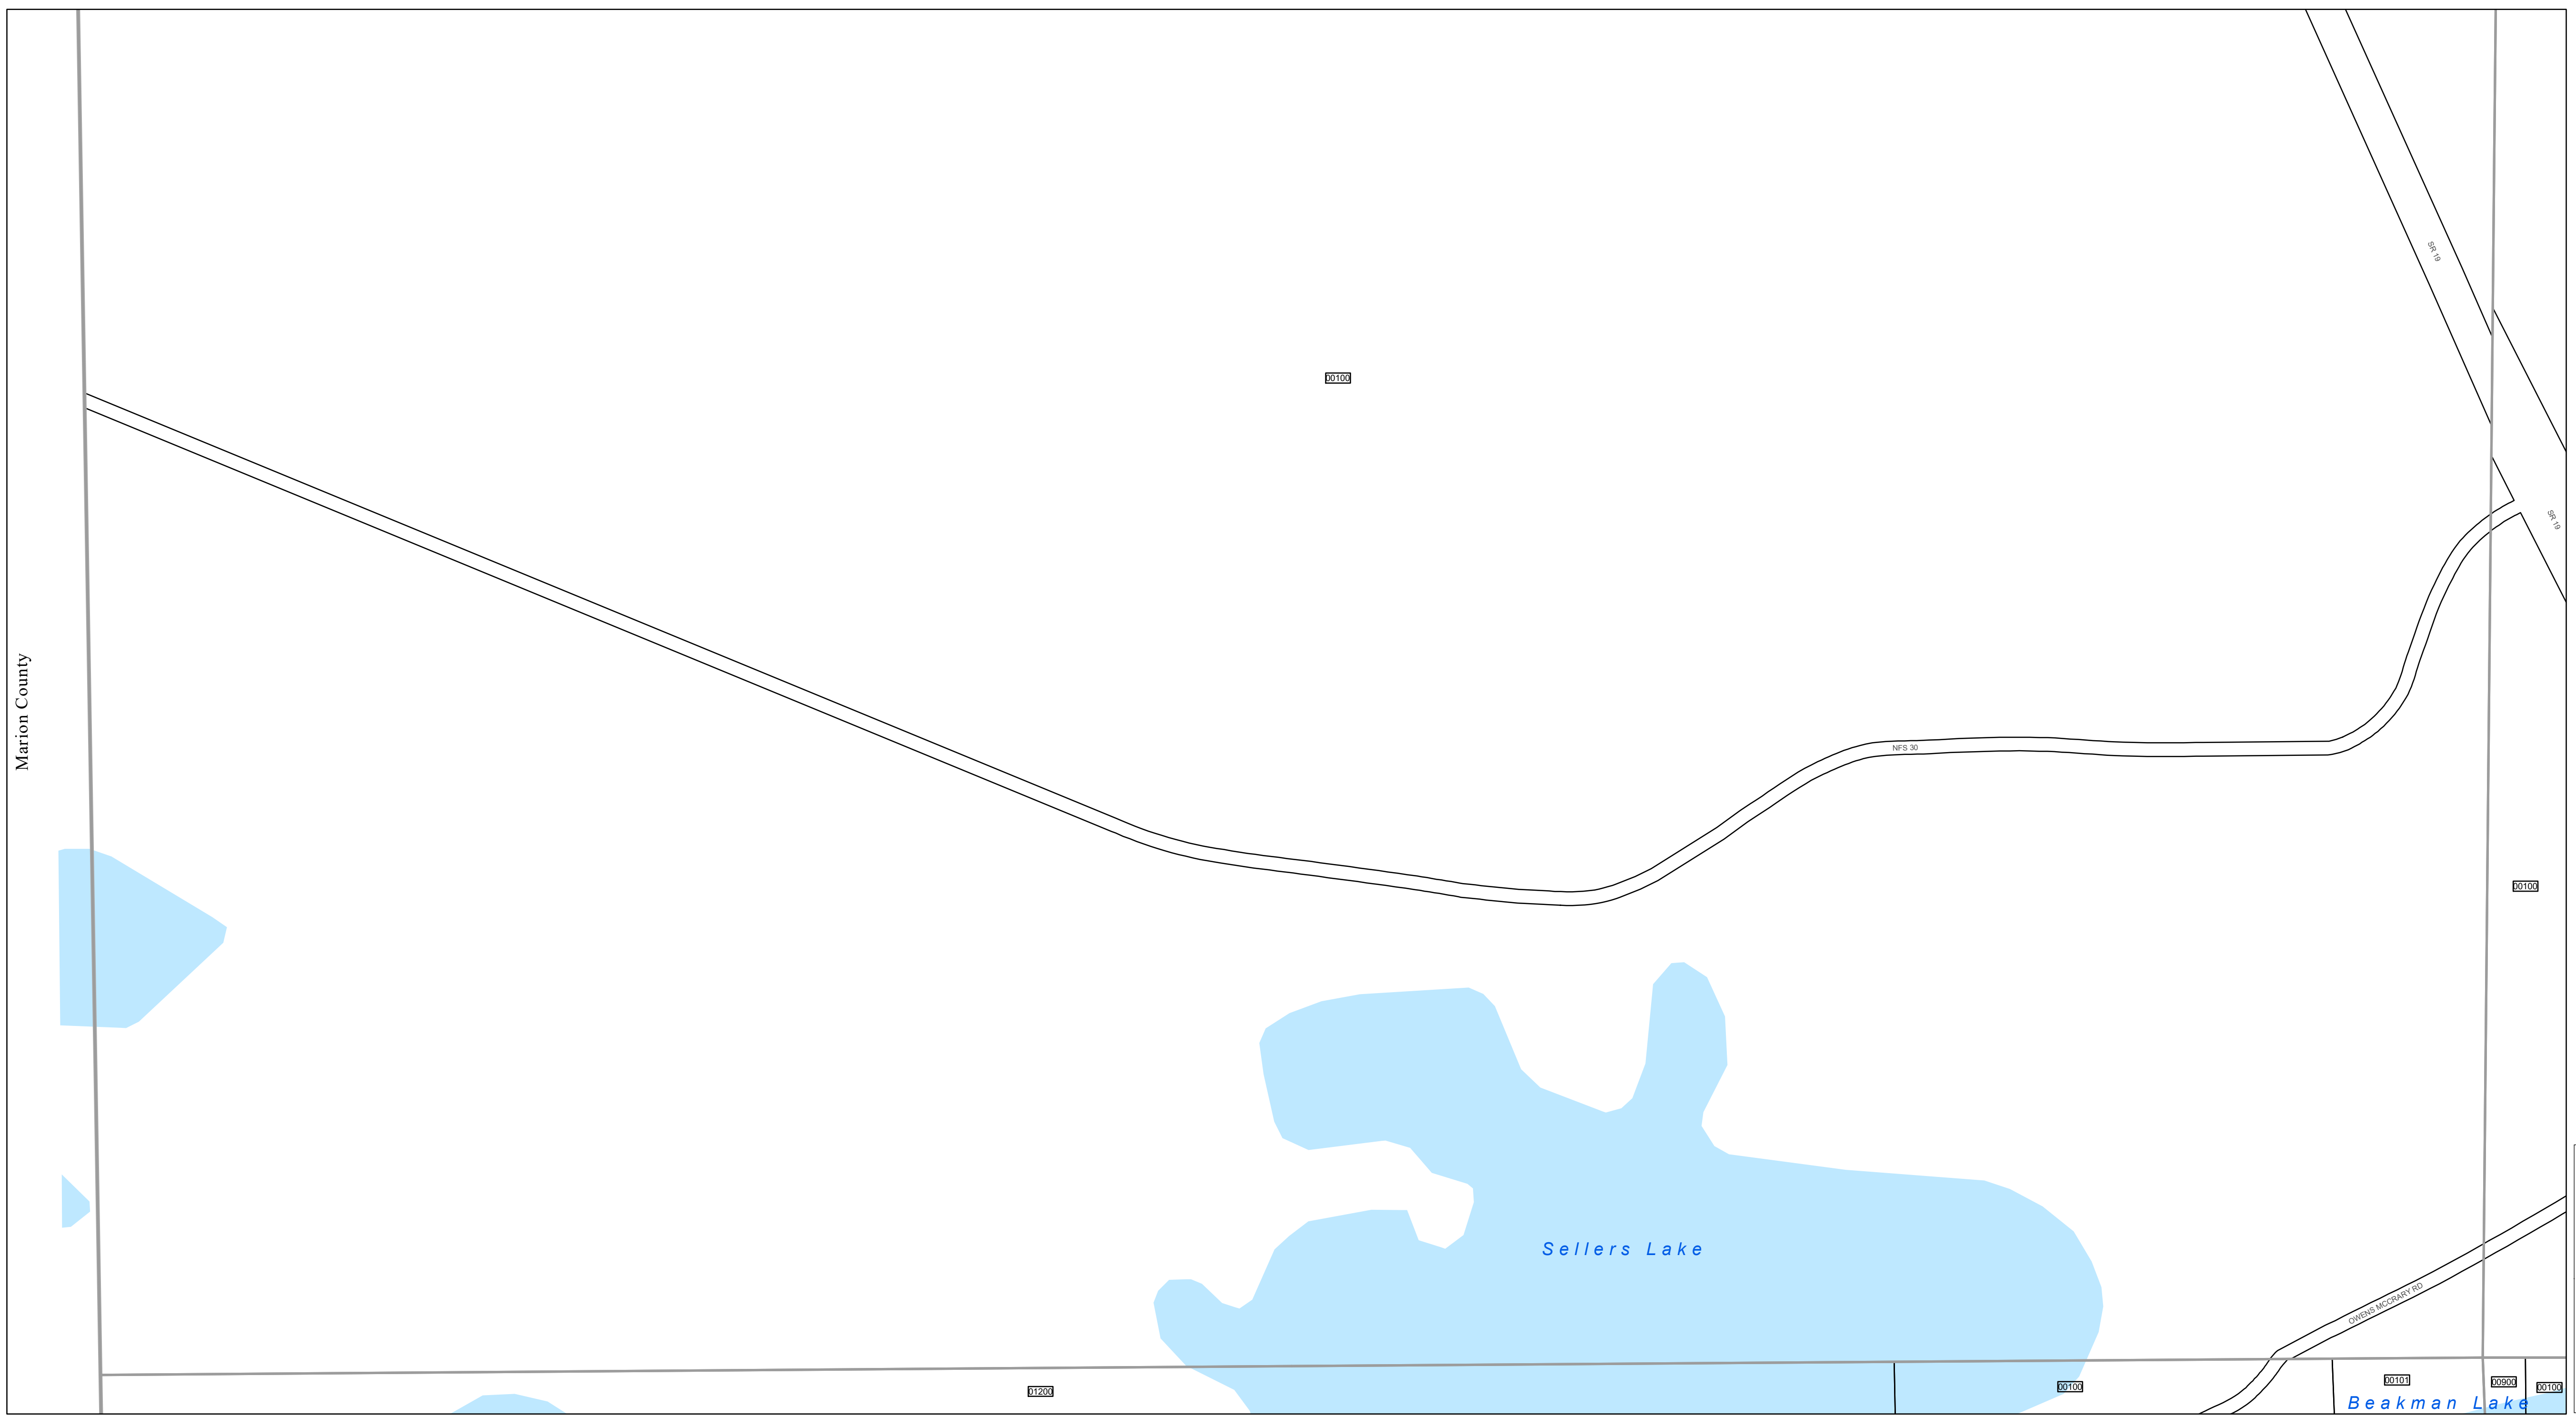 SR 19
00100
SR 19
Marion County
NFS 30
00100
Sellers Lake
OWENS MCCRARY RD
01200
00100
00101
00900
00100
Beakman Lake